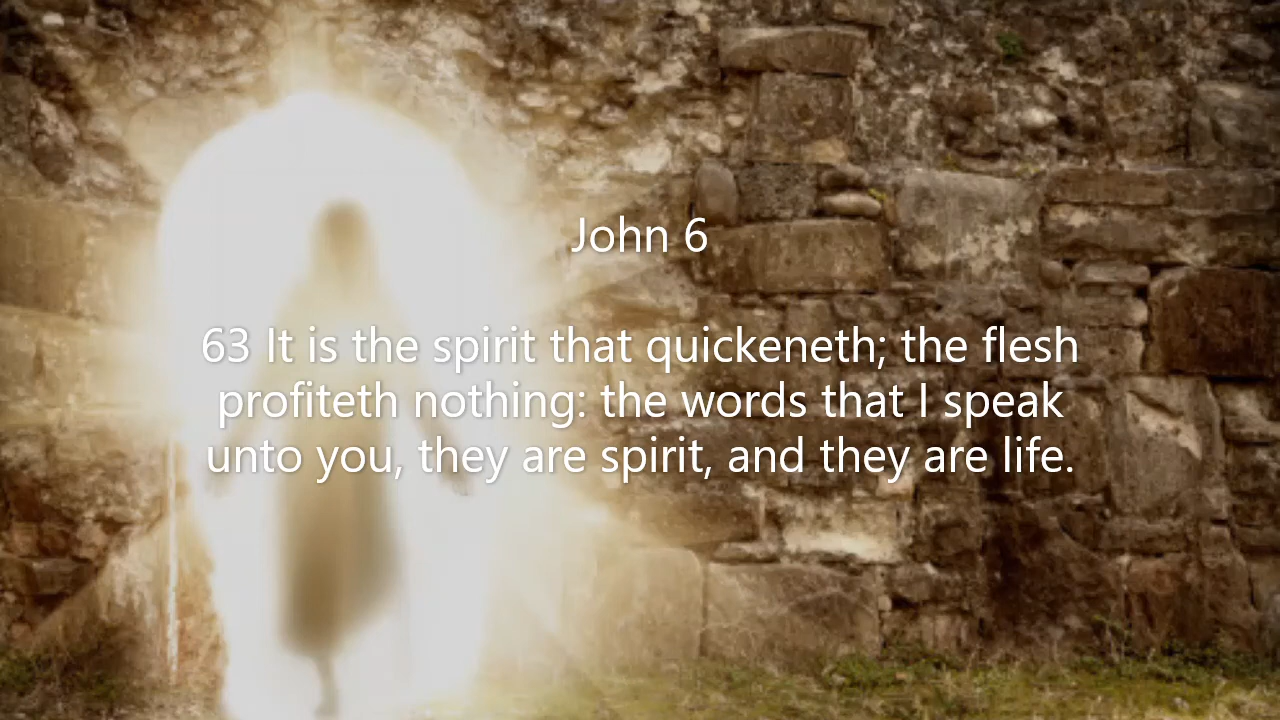 John 6
63 It is the spirit that quickeneth; the flesh
profiteth nothing: the words that I speak
unto you, they are spirit, and they are life.